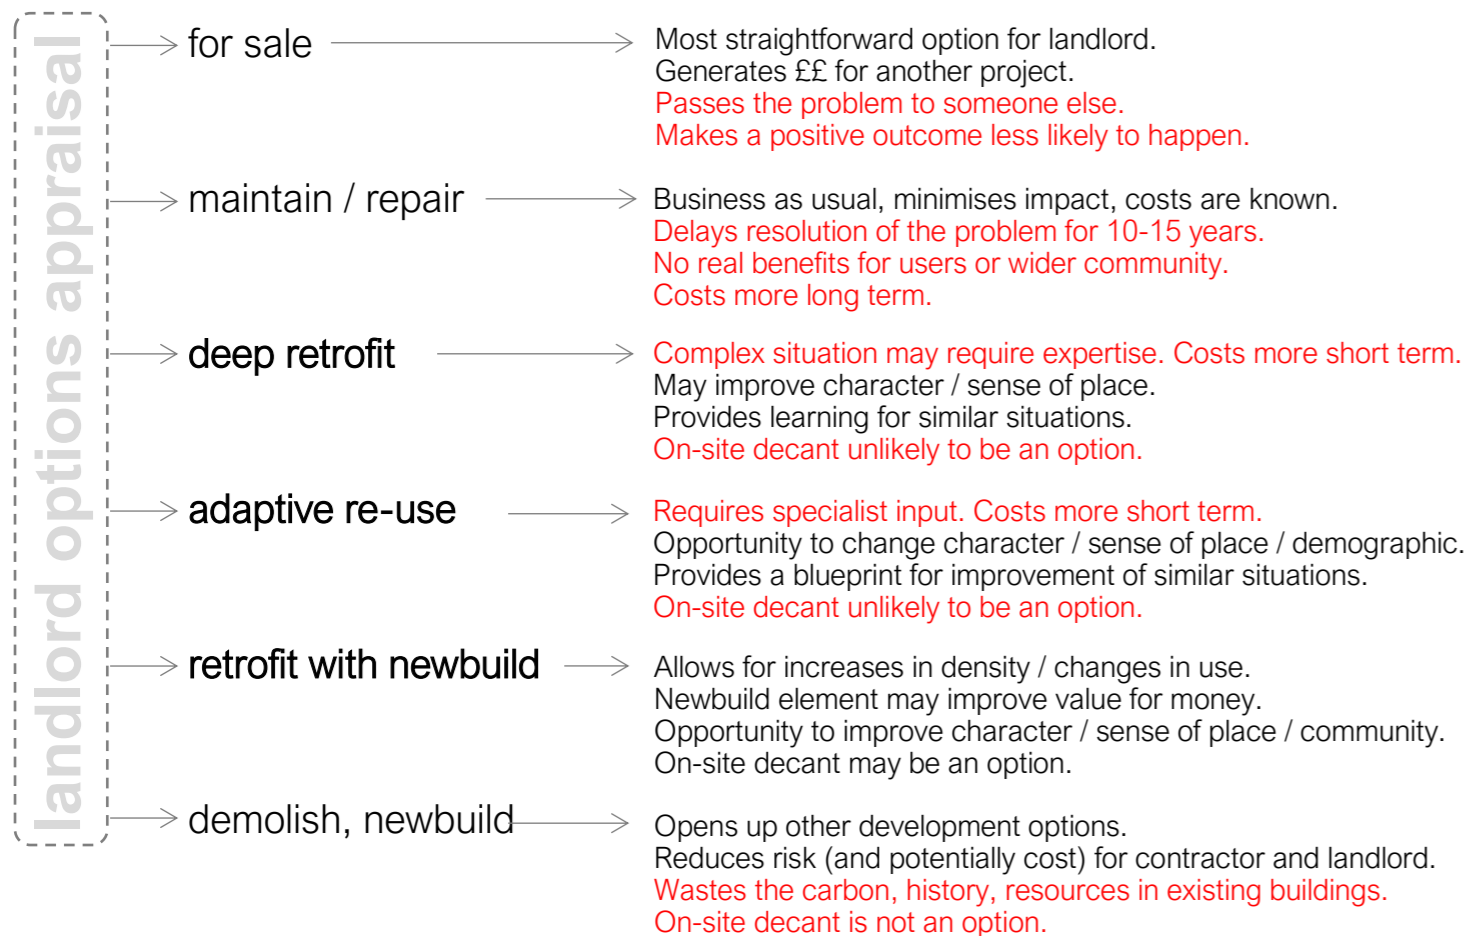 landlord options appraisal
for sale
Most straightforward option for landlord.
Generates ££ for another project.
Passes the problem to someone else.
Makes a positive outcome less likely to happen.
maintain / repair
Business as usual, minimises impact, costs are known.
Delays resolution of the problem for 10-15 years.
No real benefits for users or wider community.
Costs more long term.
deep retrofit
Complex situation may require expertise. Costs more short term.
May improve character / sense of place.
Provides learning for similar situations.
On-site decant unlikely to be an option.
adaptive re-use
Requires specialist input. Costs more short term.
Opportunity to change character / sense of place / demographic.
Provides a blueprint for improvement of similar situations.
On-site decant unlikely to be an option.
retrofit with newbuild
Allows for increases in density / changes in use.
Newbuild element may improve value for money.
Opportunity to improve character / sense of place / community.
On-site decant may be an option.
demolish, newbuild
Opens up other development options.
Reduces risk (and potentially cost) for contractor and landlord.
Wastes the carbon, history, resources in existing buildings.
On-site decant is not an option.